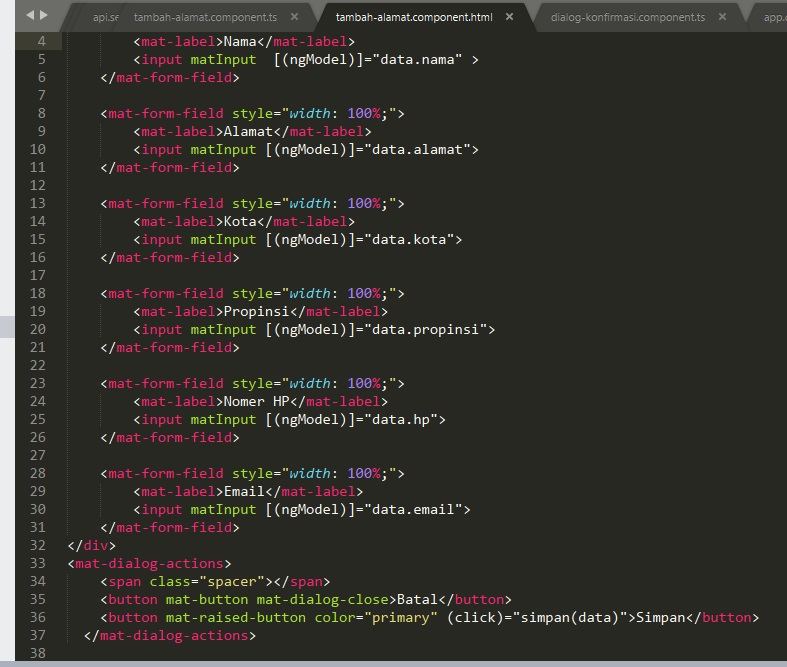 api.se tambah-alamat.component.ts × tambah-alamat.component.html × dialog-konfirmasi.component.ts × app.
4 <mat-label>Nama</mat-label>
5 <input matInput  [(ngModel)]="data.nama" >
6 </mat-form-field>
7
8 <mat-form-field style="width: 100%;">
9 <mat-label>Alamat</mat-label>
10 <input matInput [(ngModel)]="data.alamat">
11 </mat-form-field>
12
13 <mat-form-field style="width: 100%;">
14 <mat-label>Kota</mat-label>
15 <input matInput [(ngModel)]="data.kota">
16 </mat-form-field>
17
18 <mat-form-field style="width: 100%;">
19 <mat-label>Propinsi</mat-label>
20 <input matInput [(ngModel)]="data.propinsi">
21 </mat-form-field>
22
23 <mat-form-field style="width: 100%;">
24 <mat-label>Nomer HP</mat-label>
25 <input matInput [(ngModel)]="data.hp">
26 </mat-form-field>
27
28 <mat-form-field style="width: 100%;">
29 <mat-label>Email</mat-label>
30 <input matInput [(ngModel)]="data.email">
31 </mat-form-field>
32 </div>
33 <mat-dialog-actions>
34 <span class="spacer"></span>
35 <button mat-button mat-dialog-close>Batal</button>
36 <button mat-raised-button color="primary" (click)="simpan(data)">Simpan</button>
37 </mat-dialog-actions>
38